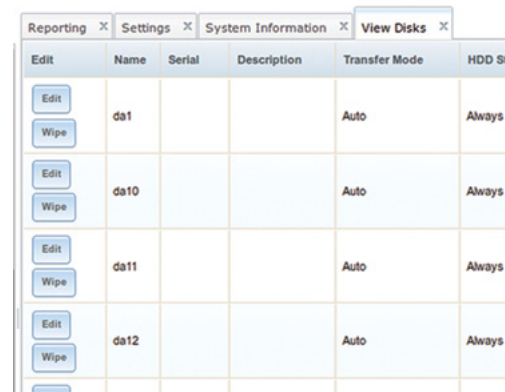 Reporting X Settings X System Information X View Disks X
Edit Name Serial Description Transfer Mode HDD
Edit
Wipe
da1 Auto Always
Edit
Wipe
da10 Auto Always
Edit
Wipe
da11 Auto Always
Edit
Wipe
da12 Auto Always